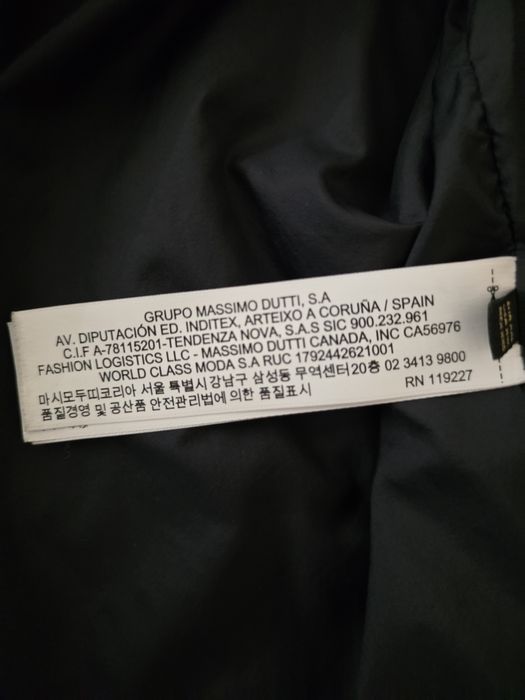 GRUPO MASSIMO DUTTI, S.A
AV. DIPUTACIÓN ED. INDITEX, ARTEIXO A CORUÑA / SPAIN
C.I.F A-78115201-TENDENZA NOVA, S.A.S SIC 900.232.961
FASHION LOGISTICS LLC - MASSIMO DUTTI CANADA, INC CA56976
WORLD CLASS MODA S.A RUC 1792442621001
마시모두띠코리아 서울 특별시 강남구 삼성동 무역센터20층 02 3413 9800
품질경영 및 공산품 안전관리법에 의한 품질표시 RN 119227